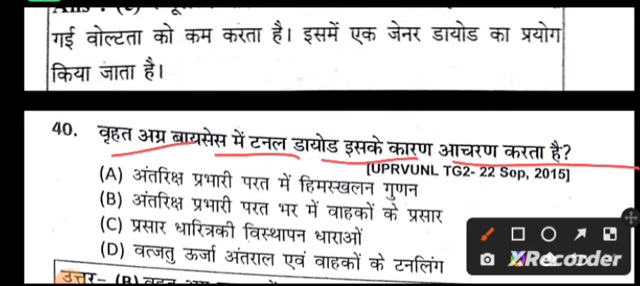 गई वोल्टता को कम करता है। इसमें एक जेनर डायोड का प्रयोग
किया जाता है।
40. वृहत अग्र बायसेस में टनल डायोड इसके कारण आचरण करता है?
[UPRVUNL TG2- 22 Sep, 2015]
(A) अंतरिक्ष प्रभारी परत में हिमस्खलन गुणन
(B) अंतरिक्ष प्रभारी परत भर में वाहकों के प्रसार
(C) प्रसार धारित्रकी विस्थापन धाराओं
(D) वत्जतु ऊर्जा अंतराल एवं वाहकों के टनलिंग
उत्तर– (B)
XRecorder